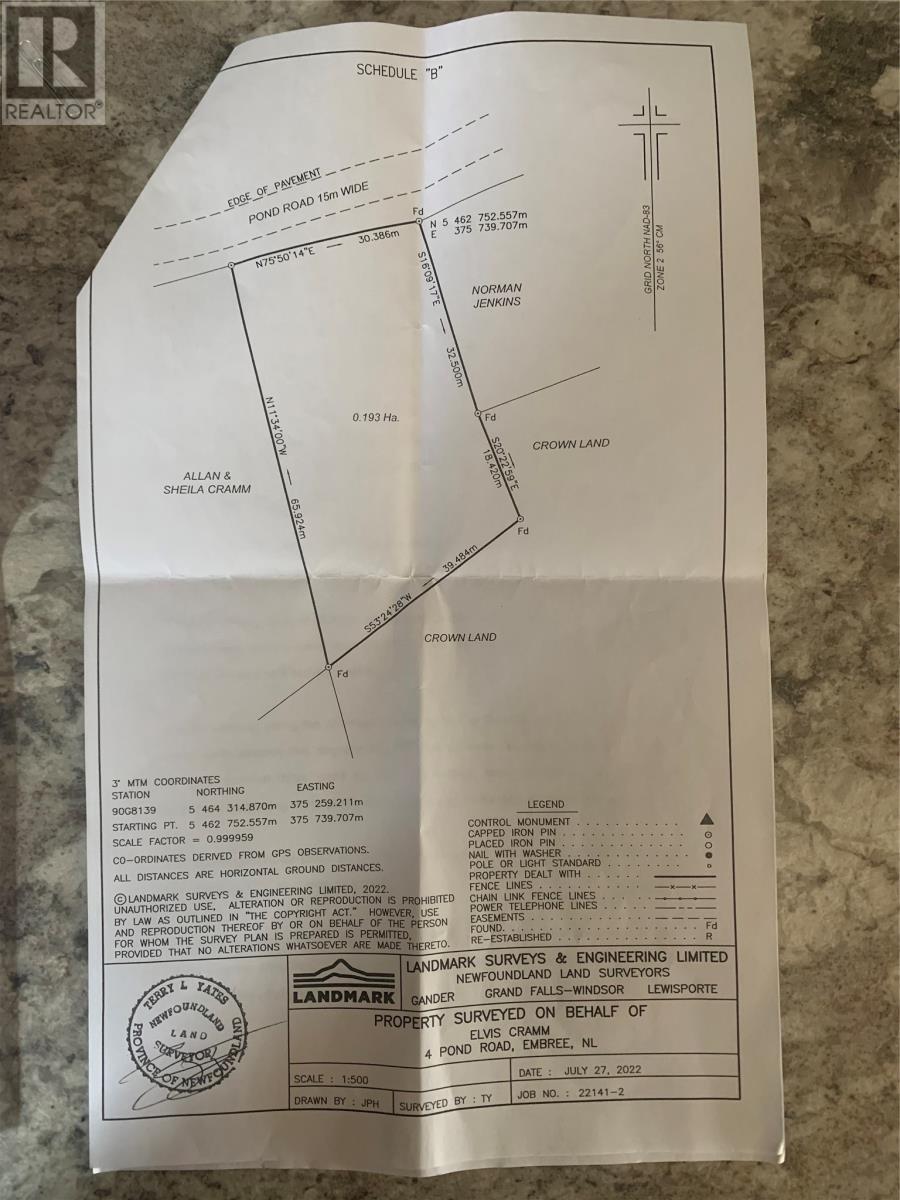 REALTOR®
SCHEDULE "B"
EDGE OF PAVEMENT
POND ROAD 15m WIDE
Fd
N 5 462 752.557m
E 375 739.707m
N75°50'14"E — 30.386m
S16°09'17"E — 32.500m
NORMAN
JENKINS
GRID NORTH NAD-83
ZONE 2 56° CM
Fd
N11°34'00"W — 65.924m
0.193 Ha.
CROWN LAND
S20°22'59"E
18.420m
ALLAN &
SHEILA CRAMM
Fd
S53°24'28"W — 39.484m
CROWN LAND
Fd
3° MTM COORDINATES
STATION NORTHING EASTING
90G8139 5 464 314.870m 375 259.211m
STARTING PT. 5 462 752.557m 375 739.707m
SCALE FACTOR = 0.999959
CO-ORDINATES DERIVED FROM GPS OBSERVATIONS.
ALL DISTANCES ARE HORIZONTAL GROUND DISTANCES.
©LANDMARK SURVEYS & ENGINEERING LIMITED, 2022.
UNAUTHORIZED USE, ALTERATION OR REPRODUCTION IS PROHIBITED
BY LAW AS OUTLINED IN "THE COPYRIGHT ACT." HOWEVER, USE
AND REPRODUCTION THEREOF BY OR ON BEHALF OF THE PERSON
FOR WHOM THE SURVEY PLAN IS PREPARED IS PERMITTED,
PROVIDED THAT NO ALTERATIONS WHATSOEVER ARE MADE THERETO.
LEGEND
CONTROL MONUMENT
CAPPED IRON PIN
PLACED IRON PIN
NAIL WITH WASHER
POLE OR LIGHT STANDARD
PROPERTY DEALT WITH
FENCE LINES
CHAIN LINK FENCE LINES
POWER TELEPHONE LINES
EASEMENTS
FOUND. Fd
RE-ESTABLISHED R
TERRY L YATES
NEWFOUNDLAND
LAND
SURVEYOR
PROVINCE OF NEWFOUNDLAND
LANDMARK
LANDMARK SURVEYS & ENGINEERING LIMITED
NEWFOUNDLAND LAND SURVEYORS
GANDER GRAND FALLS-WINDSOR LEWISPORTE
PROPERTY SURVEYED ON BEHALF OF
ELVIS CRAMM
4 POND ROAD, EMBREE, NL
SCALE : 1:500
DATE : JULY 27, 2022
DRAWN BY : JPH
SURVEYED BY : TY
JOB NO. : 22141-2